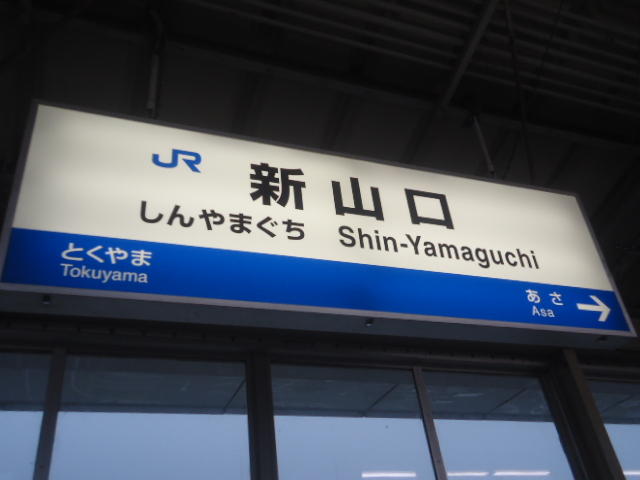 JR 新山口
しんやまぐち Shin-Yamaguchi
とくやま
Tokuyama
あさ
Asa